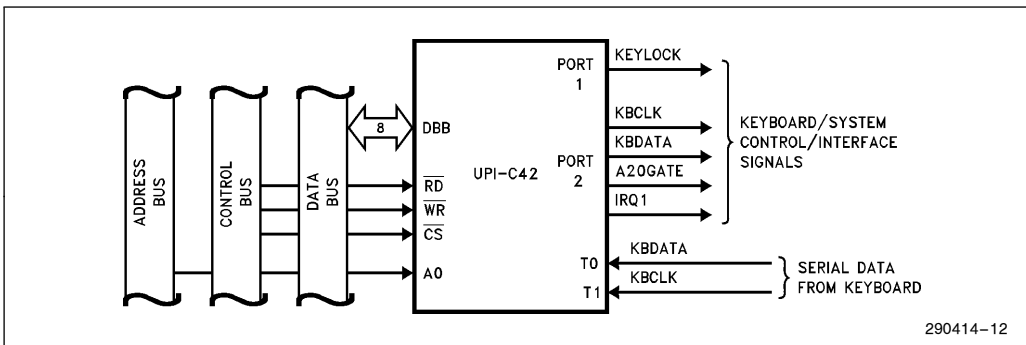 ADDRESS
BUS
CONTROL
BUS
DATA
BUS
8
DBB
RD
WR
CS
A0
UPI-C42
PORT
1
PORT
2
T0
T1
KEYLOCK
KBCLK
KBDATA
A20GATE
IRQ1
KBDATA
KBCLK
KEYBOARD/SYSTEM
CONTROL/INTERFACE
SIGNALS
SERIAL DATA
FROM KEYBOARD
290414-12